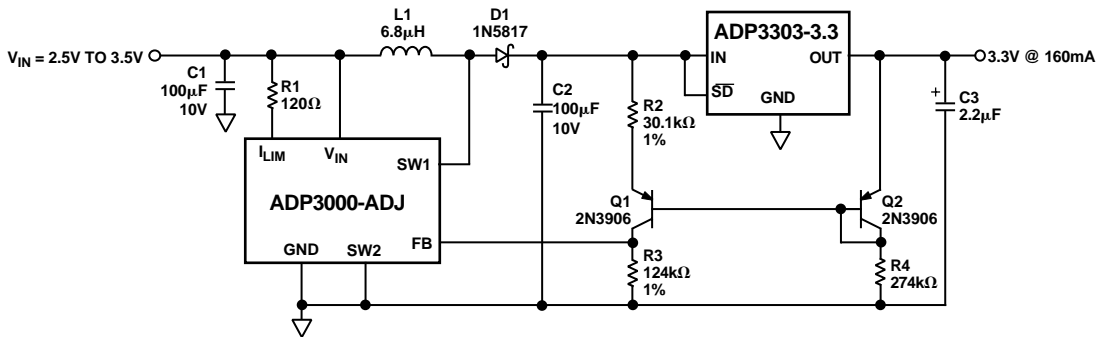 V_IN = 2.5V TO 3.5V
C1
100μF
10V
R1
120Ω
L1
6.8μH
D1
1N5817
C2
100μF
10V
R2
30.1kΩ
1%
ADP3303-3.3
IN
OUT
SD
GND
3.3V @ 160mA
+
C3
2.2μF
I_LIM
V_IN
SW1
ADP3000-ADJ
FB
GND
SW2
Q1
2N3906
Q2
2N3906
R3
124kΩ
1%
R4
274kΩ